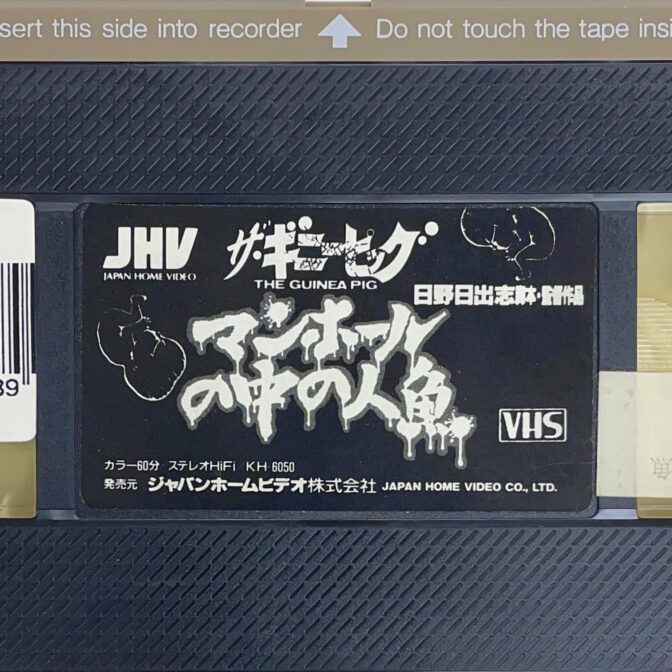 sert this side into recorder
Do not touch the tape insi
JHV
JAPAN HOME VIDEO
ザ・ギニーピッグ
THE GUINEA PIG
日野日出志脚本・監督作品
マンホール
の中の人魚
VHS
カラー60分 ステレオHiFi KH-6050
発売元 ジャパンホームビデオ株式会社 JAPAN HOME VIDEO CO., LTD.
39